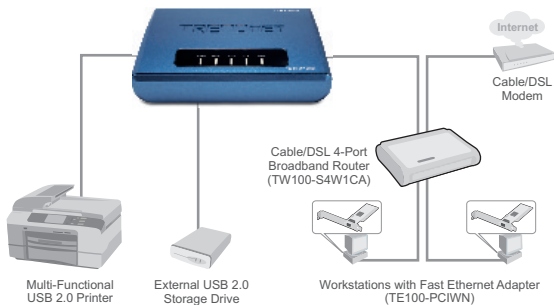 Internet
Cable/DSL
Modem
Cable/DSL 4-Port
Broadband Router
(TW100-S4W1CA)
Multi-Functional
USB 2.0 Printer
External USB 2.0
Storage Drive
Workstations with Fast Ethernet Adapter
(TE100-PCIWN)